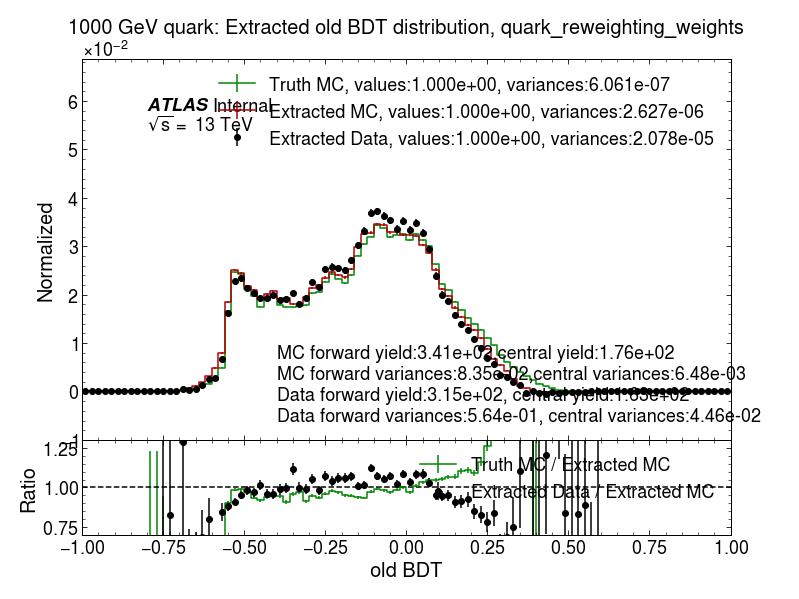 1000 GeV quark: Extracted old BDT distribution, quark_reweighting_weights
×10⁻²
Truth MC, values:1.000e+00, variances:6.061e-07
ATLAS Internal
Extracted MC, values:1.000e+00, variances:2.627e-06
√s = 13 TeV
Extracted Data, values:1.000e+00, variances:2.078e-05
6
5
4
3
2
1
0
1
Normalized
MC forward yield:3.41e+02, central yield:1.76e+02
MC forward variances:8.35e-02, central variances:6.48e-03
Data forward yield:3.15e+02, central yield:1.63e+02
Data forward variances:5.64e-01, central variances:4.46e-02
1.25
1.00
0.75
Ratio
Truth MC / Extracted MC
Extracted Data / Extracted MC
−1.00 −0.75 −0.50 −0.25 0.00 0.25 0.50 0.75 1.00
old BDT